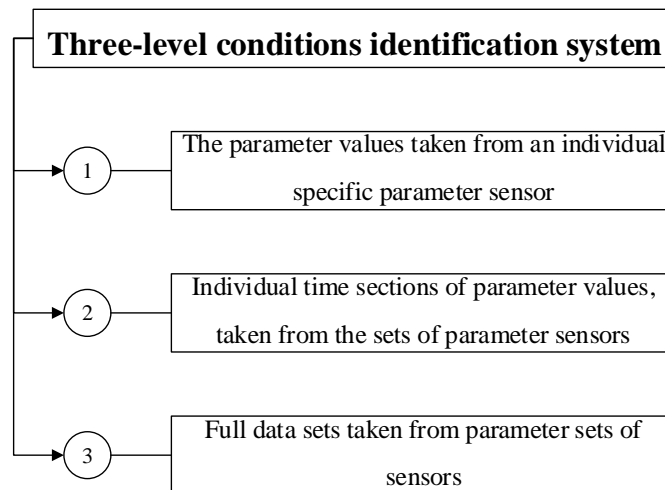 Three-level conditions identification system
1
The parameter values taken from an individual
specific parameter sensor
2
Individual time sections of parameter values,
taken from the sets of parameter sensors
3
Full data sets taken from parameter sets of
sensors